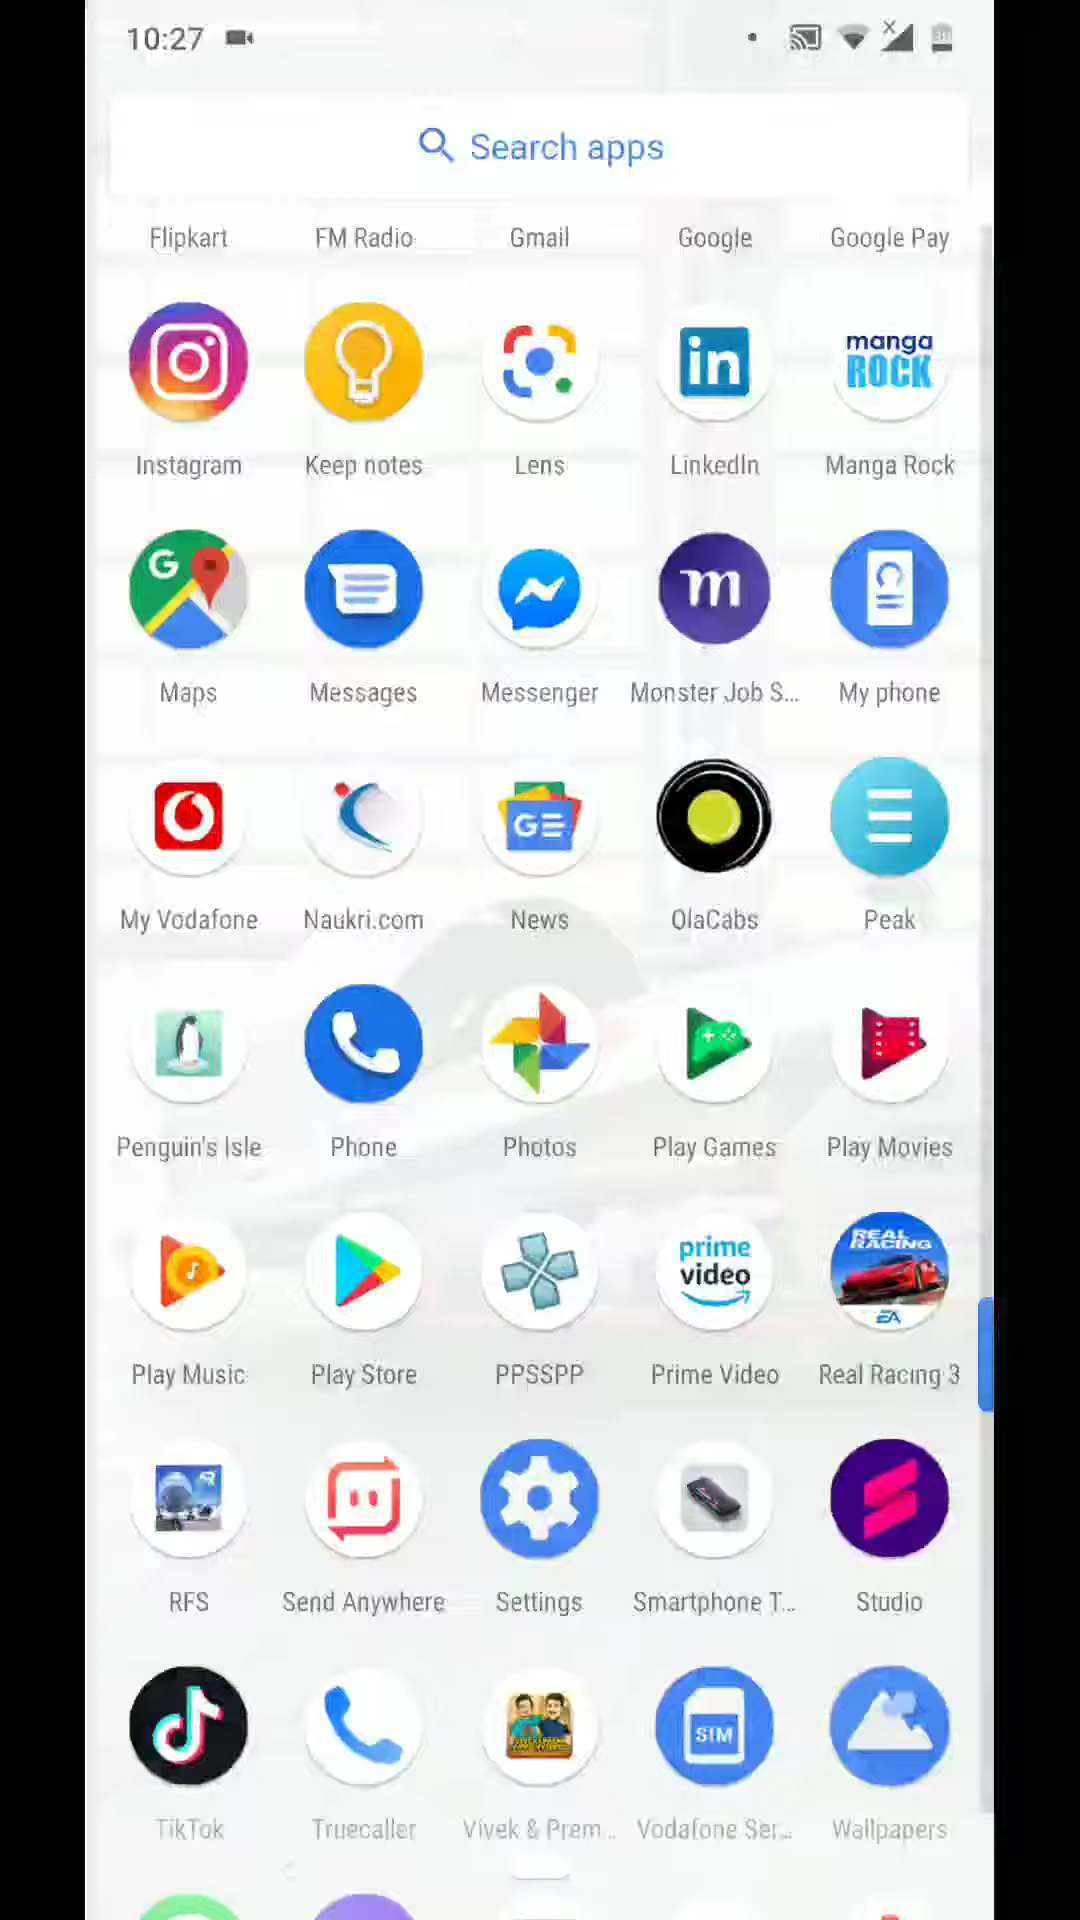 10:27
Search apps
Flipkart FM Radio Gmail Google Google Pay
manga
ROCK
Instagram Keep notes Lens LinkedIn Manga Rock
Maps Messages Messenger Monster Job S... My phone
My Vodafone Naukri.com News OlaCabs Peak
Penguin's Isle Phone Photos Play Games Play Movies
prime
video
REAL
RACING
EA
Play Music Play Store PPSSPP Prime Video Real Racing 3
RFS Send Anywhere Settings Smartphone T... Studio
SIM
TikTok Truecaller Vivek & Prem... Vodafone Ser... Wallpapers